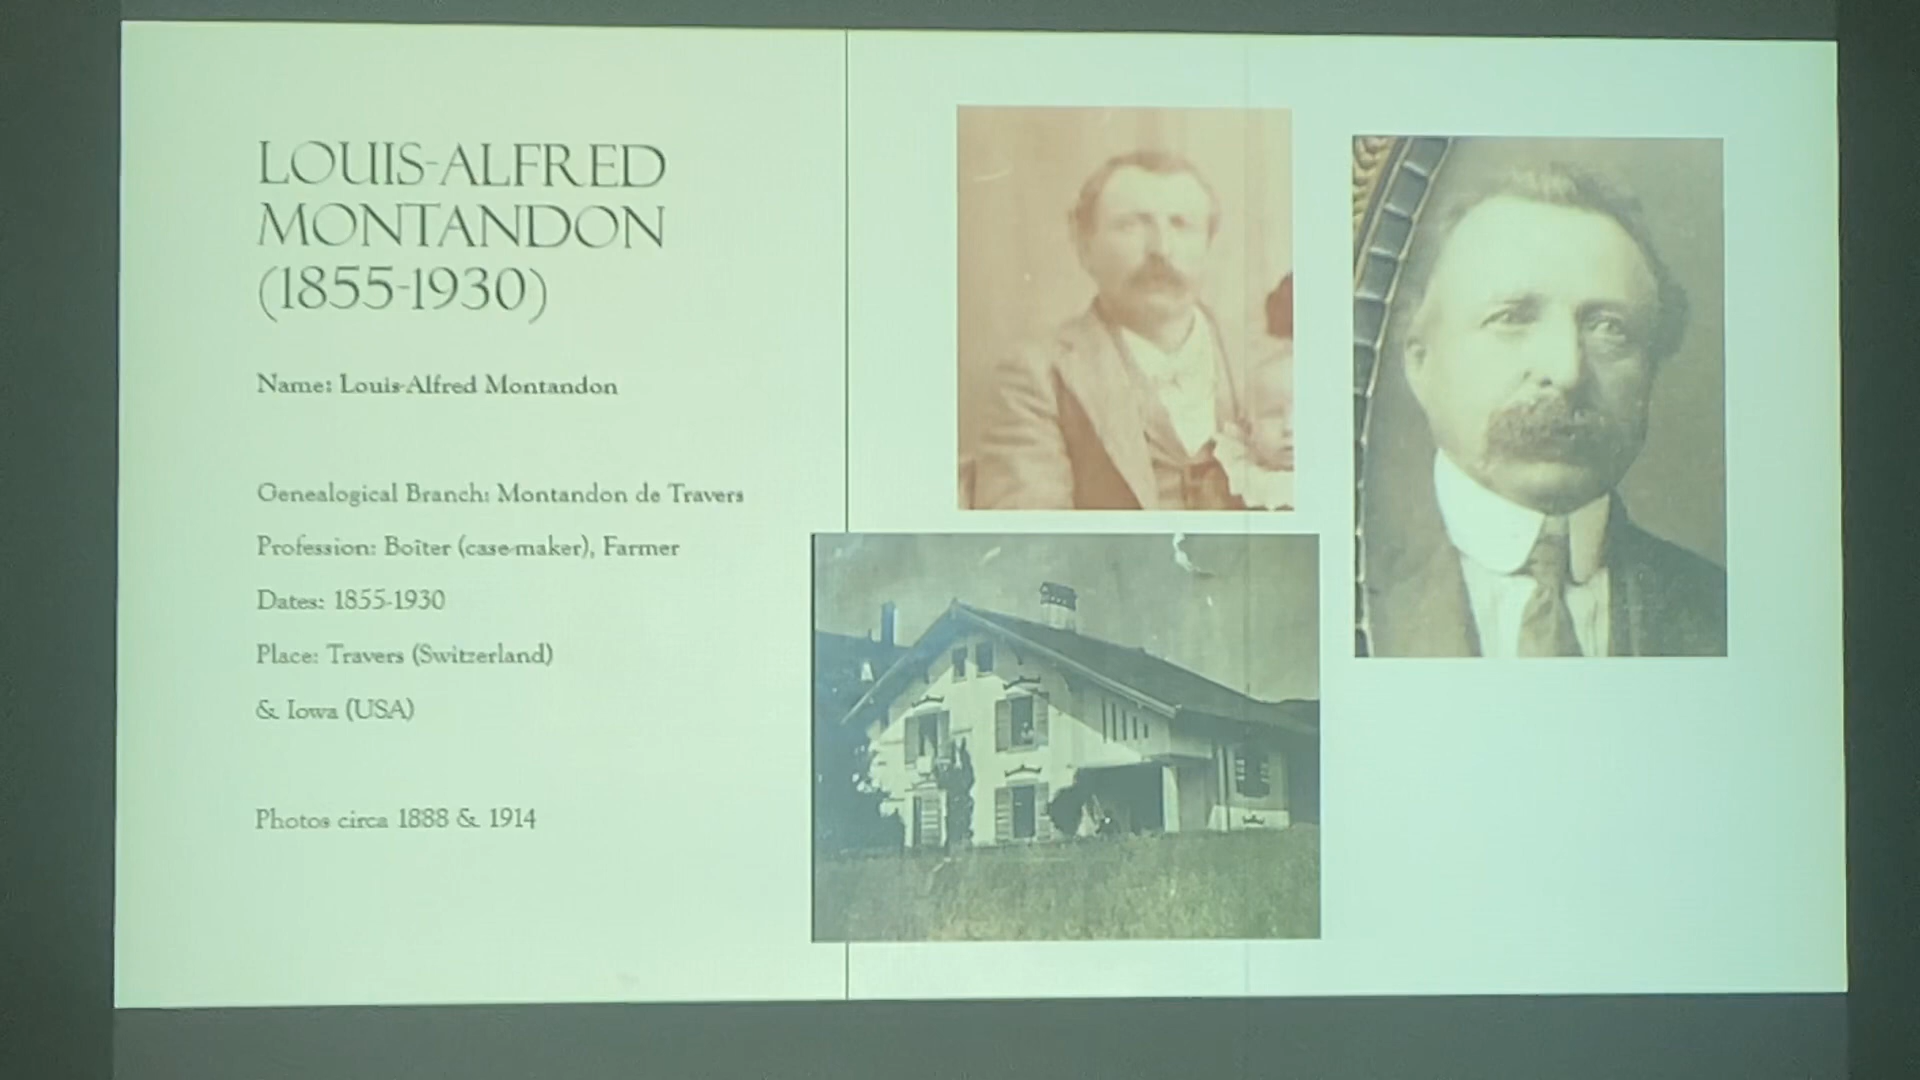 LOUIS-ALFRED
MONTANDON
(1855-1930)
Name: Louis-Alfred Montandon
Genealogical Branch: Montandon de Travers
Profession: Boîter (case-maker), Farmer
Dates: 1855-1930
Place: Travers (Switzerland)
& Iowa (USA)
Photos circa 1888 & 1914